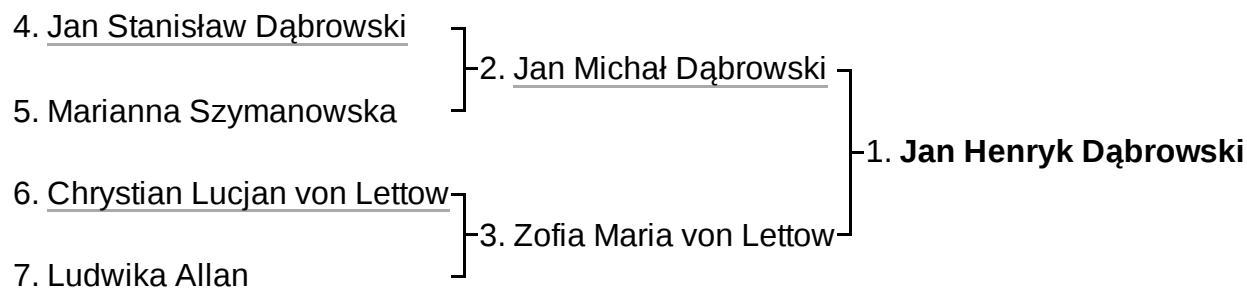 4. Jan Stanisław Dąbrowski
2. Jan Michał Dąbrowski
5. Marianna Szymanowska
1. Jan Henryk Dąbrowski
6. Chrystian Lucjan von Lettow
3. Zofia Maria von Lettow
7. Ludwika Allan